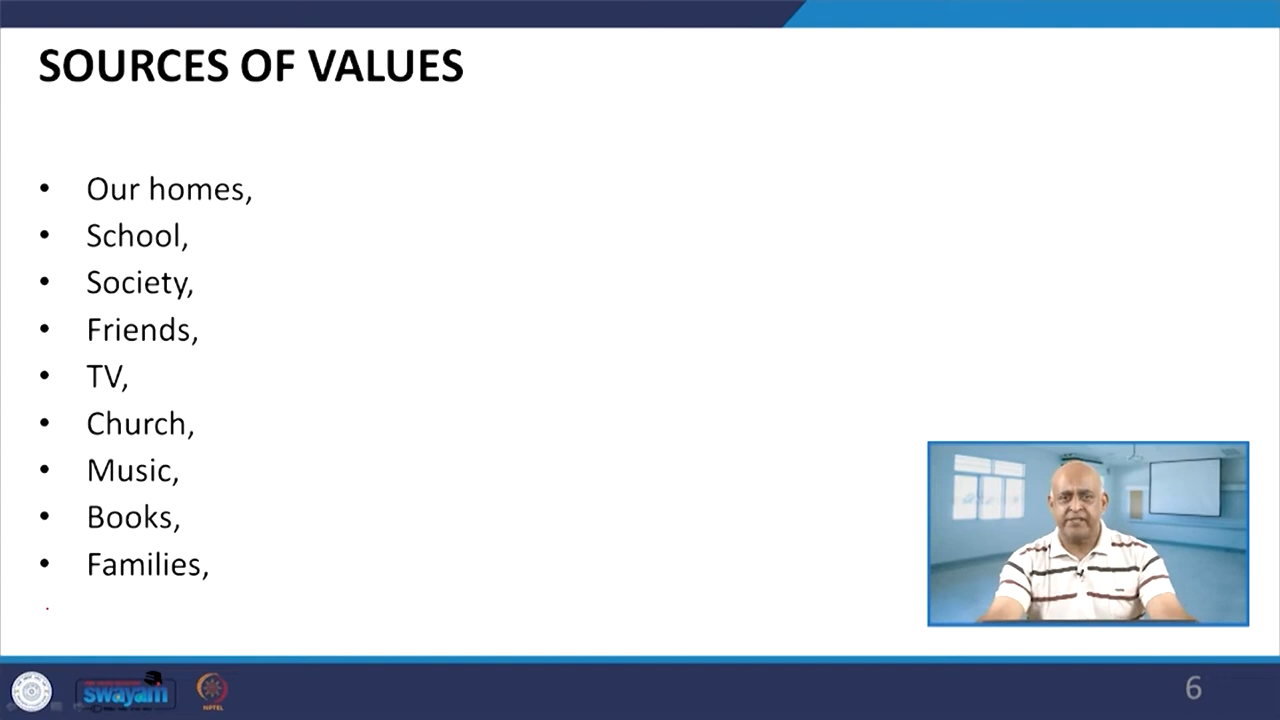 SOURCES OF VALUES
• Our homes,
• School,
• Society,
• Friends,
• TV,
• Church,
• Music,
• Books,
• Families,
swayam
NPTEL
6